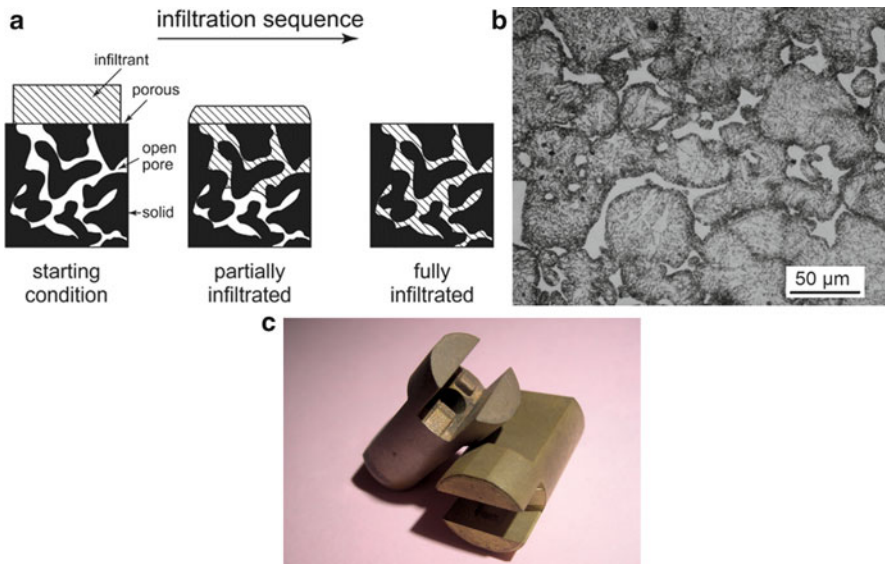 a
infiltration sequence
infiltrant
porous
open
pore
solid
starting
condition
partially
infiltrated
fully
infiltrated
b
50 µm
c